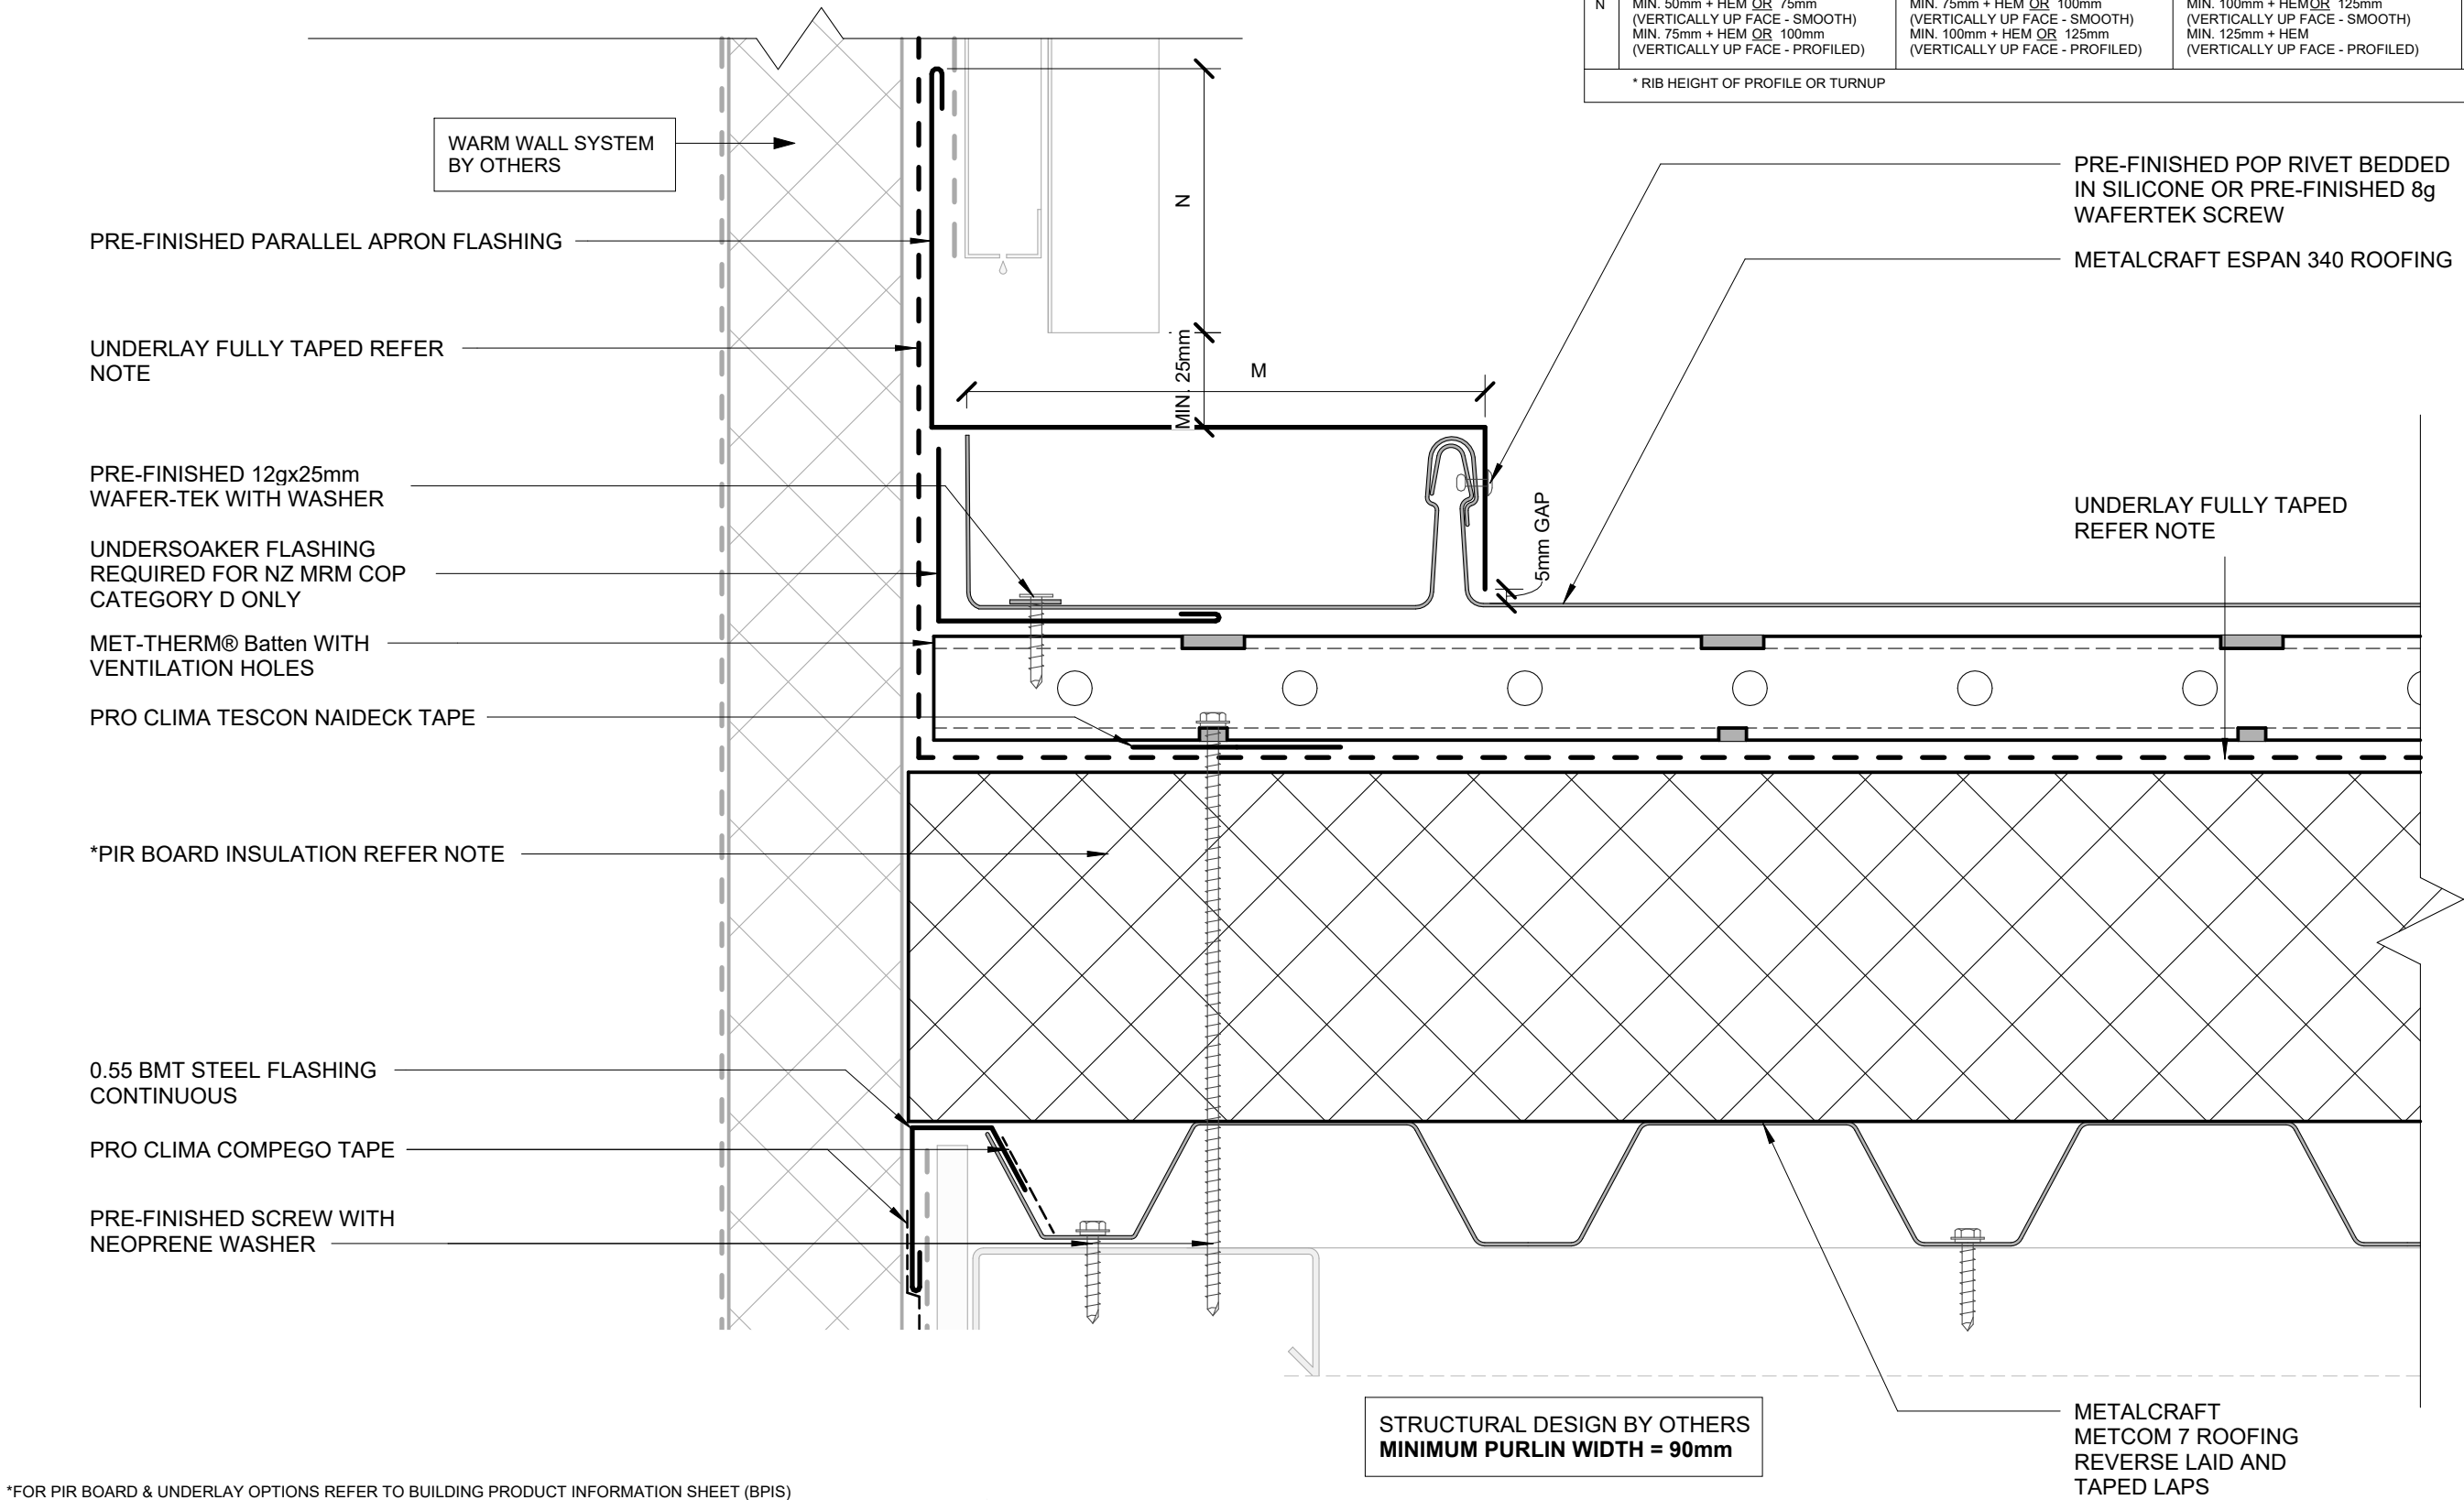 N
MIN. 50mm + HEM OR 75mm
(VERTICALLY UP FACE - SMOOTH)
MIN. 75mm + HEM OR 100mm
(VERTICALLY UP FACE - PROFILED)
MIN. 75mm + HEM OR 100mm
(VERTICALLY UP FACE - SMOOTH)
MIN. 100mm + HEM OR 125mm
(VERTICALLY UP FACE - PROFILED)
MIN. 100mm + HEM OR 125mm
(VERTICALLY UP FACE - SMOOTH)
MIN. 125mm + HEM
(VERTICALLY UP FACE - PROFILED)
* RIB HEIGHT OF PROFILE OR TURNUP
WARM WALL SYSTEM
BY OTHERS
PRE-FINISHED PARALLEL APRON FLASHING
UNDERLAY FULLY TAPED REFER
NOTE
PRE-FINISHED 12gx25mm
WAFER-TEK WITH WASHER
UNDERSOAKER FLASHING
REQUIRED FOR NZ MRM COP
CATEGORY D ONLY
MET-THERM® Batten WITH
VENTILATION HOLES
PRO CLIMA TESCON NAIDECK TAPE
*PIR BOARD INSULATION REFER NOTE
0.55 BMT STEEL FLASHING
CONTINUOUS
PRO CLIMA COMPEGO TAPE
PRE-FINISHED SCREW WITH
NEOPRENE WASHER
N
MIN. 25mm
M
5mm GAP
PRE-FINISHED POP RIVET BEDDED
IN SILICONE OR PRE-FINISHED 8g
WAFERTEK SCREW
METALCRAFT ESPAN 340 ROOFING
UNDERLAY FULLY TAPED
REFER NOTE
STRUCTURAL DESIGN BY OTHERS
MINIMUM PURLIN WIDTH = 90mm
METALCRAFT
METCOM 7 ROOFING
REVERSE LAID AND
TAPED LAPS
*FOR PIR BOARD & UNDERLAY OPTIONS REFER TO BUILDING PRODUCT INFORMATION SHEET (BPIS)